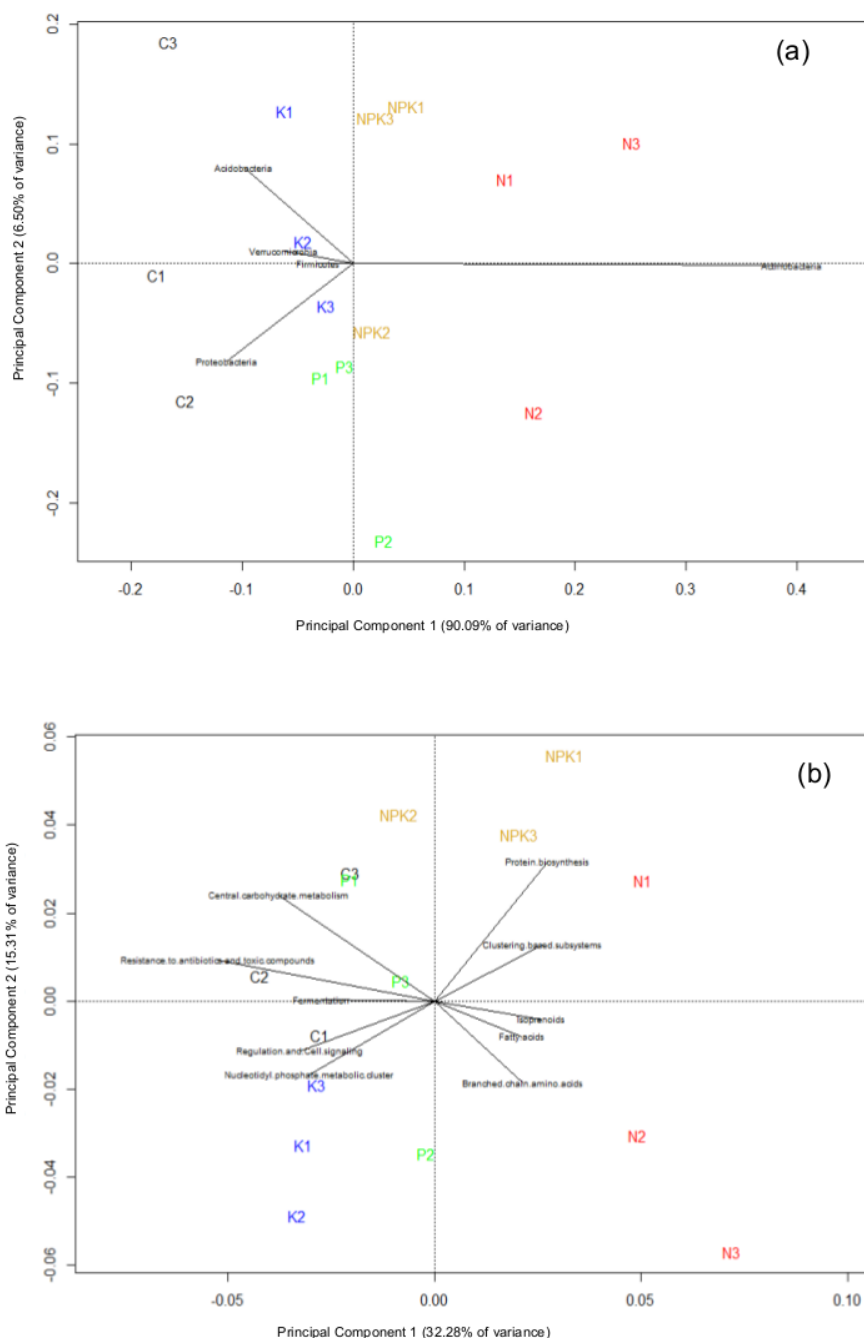 (a)
Principal Component 2 (6.50% of variance)
0.2
0.1
0.0
-0.1
-0.2
C3
K1
NPK1
NPK3
N3
N1
Acidobacteria
K2
Verrucomicrobia
Firmicutes
Actinobacteria
C1
K3
NPK2
Proteobacteria
P3
P1
C2
N2
P2
-0.2 -0.1 0.0 0.1 0.2 0.3 0.4
Principal Component 1 (90.09% of variance)
(b)
Principal Component 2 (15.31% of variance)
0.06
0.04
0.02
0.00
-0.02
-0.04
-0.06
NPK1
NPK2
NPK3
Protein.biosynthesis
C3
P1
N1
Central.carbohydrate.metabolism
Clustering.based.subsystems
Resistance.to.antibiotics.and.toxic.compounds
C2
P3
Fermentation
Isoprenoids
C1
Fatty.acids
Regulation.and.Cell.signaling
Nucleotidyl.phosphate.metabolic.cluster
K3
Branched.chain.amino.acids
N2
K1
P2
K2
N3
-0.05 0.00 0.05 0.10
Principal Component 1 (32.28% of variance)